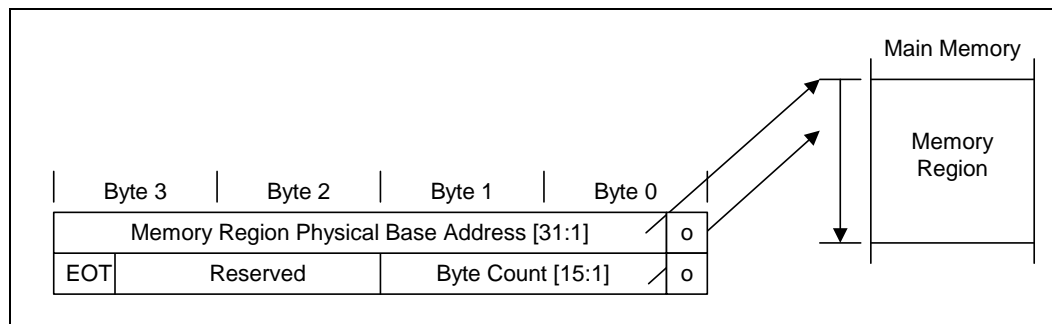 Main Memory
Memory
Region
Byte 3 Byte 2 Byte 1 Byte 0
Memory Region Physical Base Address [31:1] o
EOT Reserved Byte Count [15:1] o